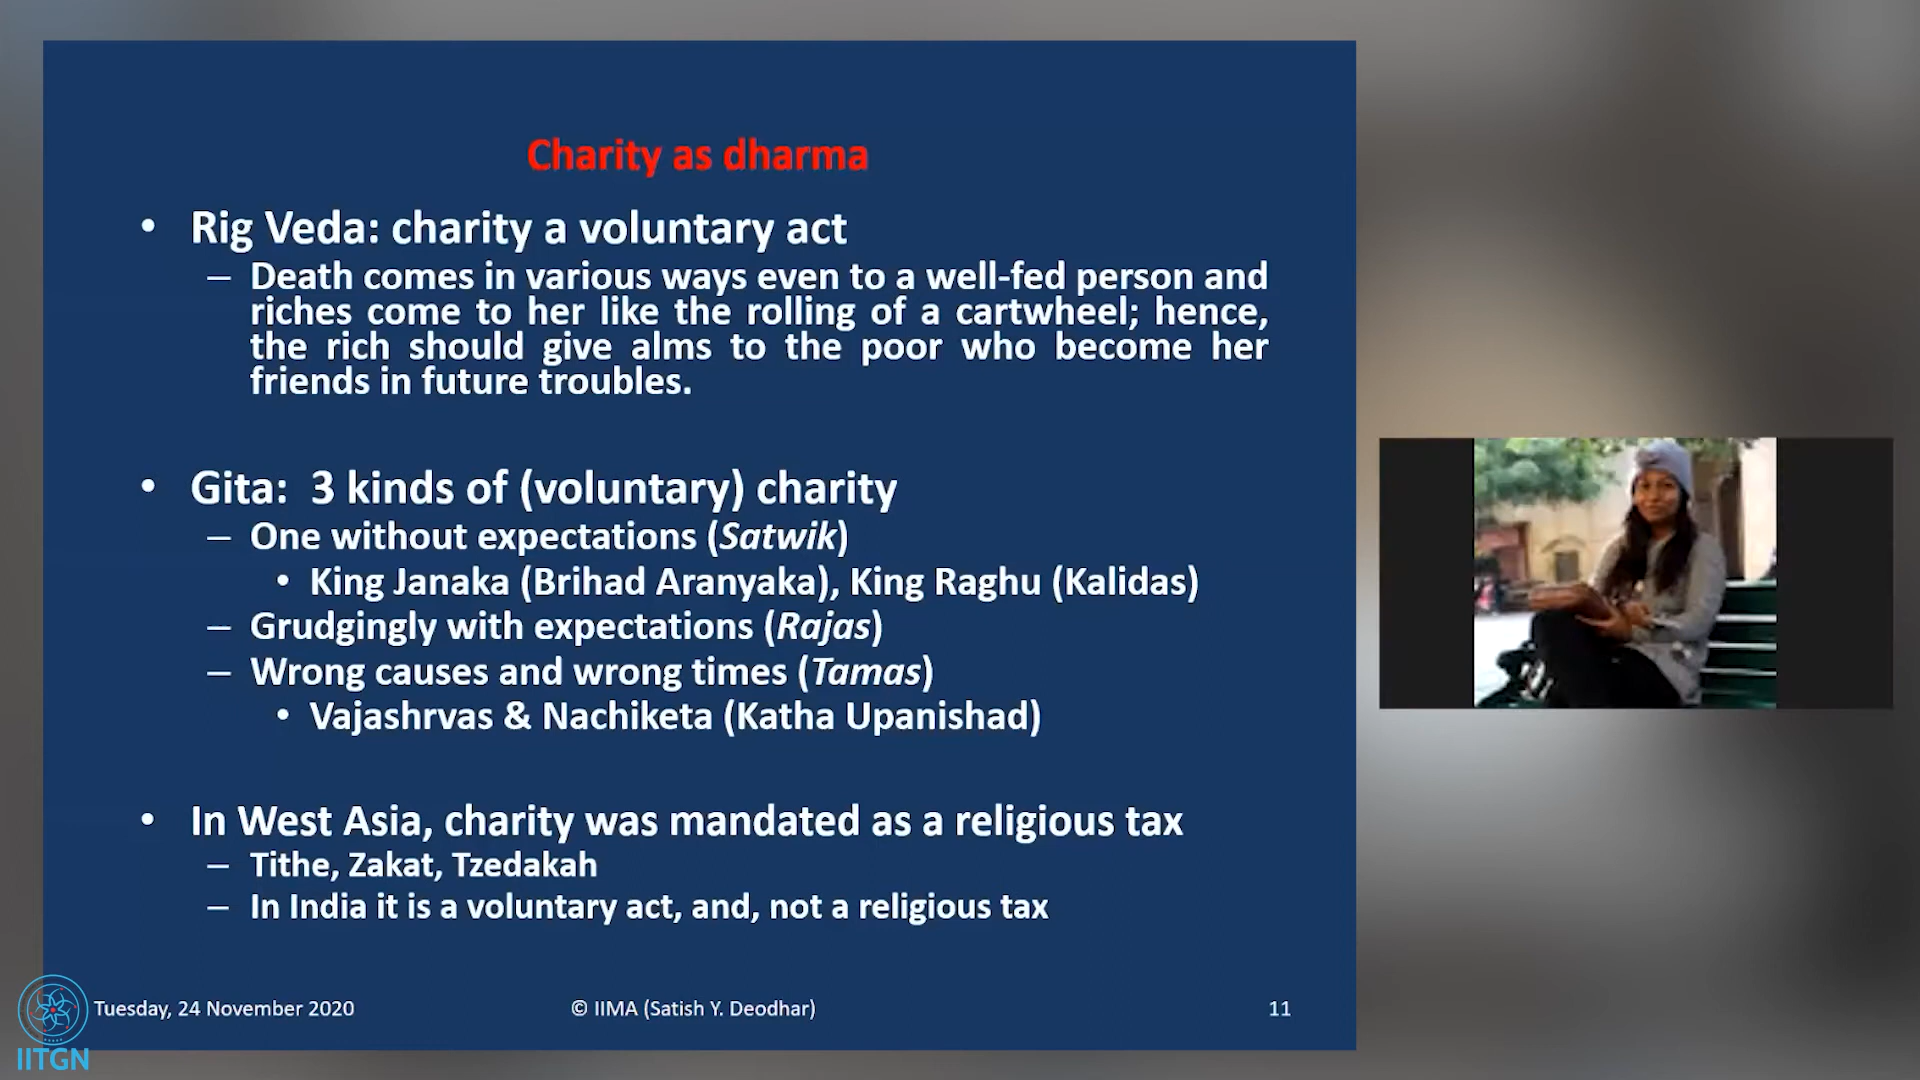 Charity as dharma
• Rig Veda: charity a voluntary act
– Death comes in various ways even to a well-fed person and
riches come to her like the rolling of a cartwheel; hence,
the rich should give alms to the poor who become her
friends in future troubles.
• Gita: 3 kinds of (voluntary) charity
– One without expectations (Satwik)
• King Janaka (Brihad Aranyaka), King Raghu (Kalidas)
– Grudgingly with expectations (Rajas)
– Wrong causes and wrong times (Tamas)
• Vajashrvas & Nachiketa (Katha Upanishad)
• In West Asia, charity was mandated as a religious tax
– Tithe, Zakat, Tzedakah
– In India it is a voluntary act, and, not a religious tax
Tuesday, 24 November 2020
© IIMA (Satish Y. Deodhar)
11
IITGN